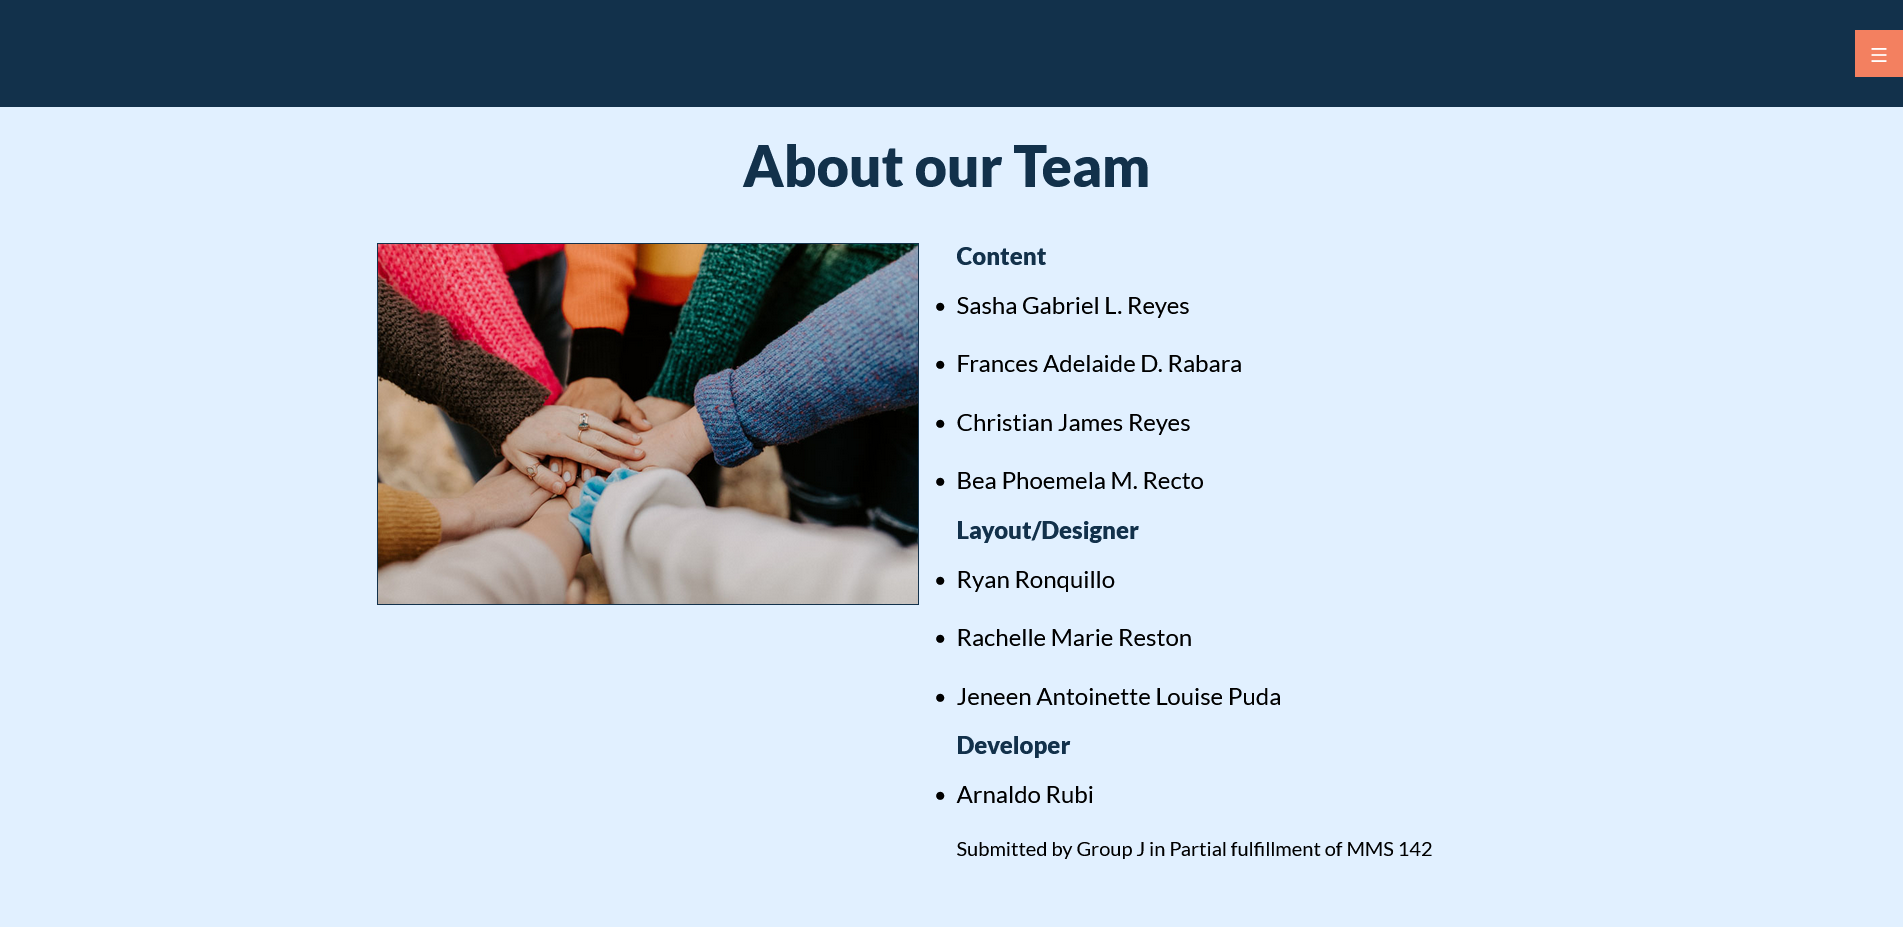 About our Team
Content
• Sasha Gabriel L. Reyes
• Frances Adelaide D. Rabara
• Christian James Reyes
• Bea Phoemela M. Recto
Layout/Designer
• Ryan Ronquillo
• Rachelle Marie Reston
• Jeneen Antoinette Louise Puda
Developer
• Arnaldo Rubi
Submitted by Group J in Partial fulfillment of MMS 142